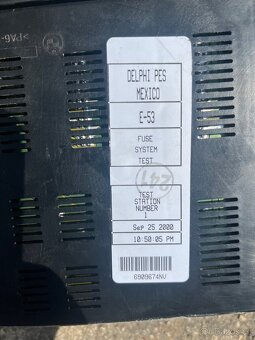 >PA6-
DELPHI PES
MEXICO
E-53
FUSE
SYSTEM
TEST
TEST
STATION
NUMBER
1
Sep 25 2000
10:50:05 PM
6909674NU